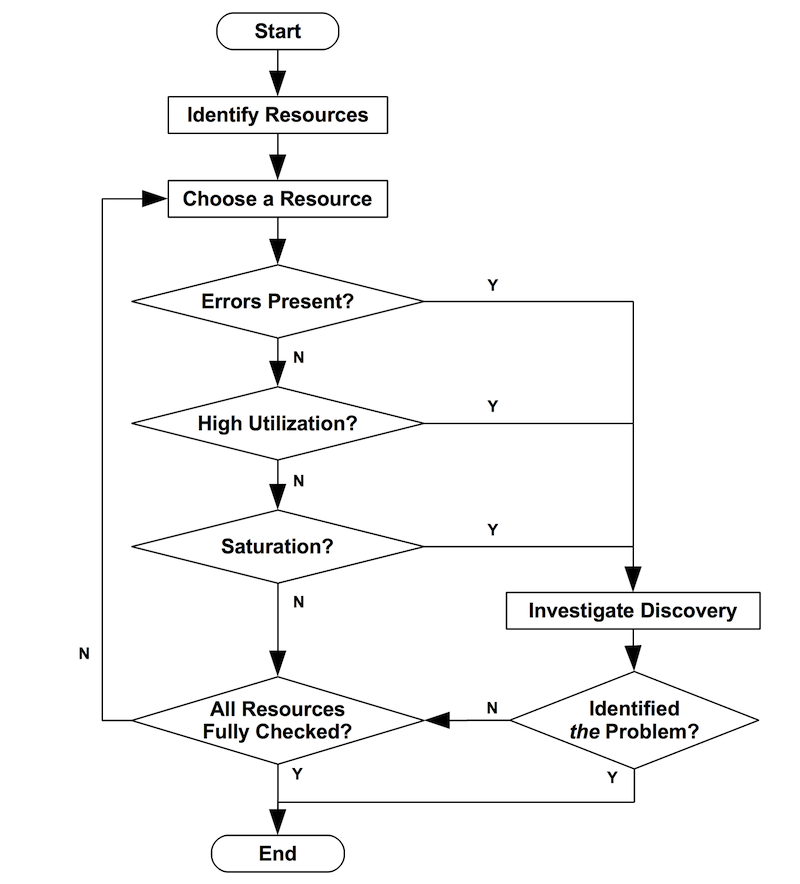 Start
Identify Resources
Choose a Resource
Errors Present?
Y
N
High Utilization?
Y
N
Saturation?
Y
N
Investigate Discovery
N
All Resources
Fully Checked?
N
Identified
the Problem?
Y
Y
End